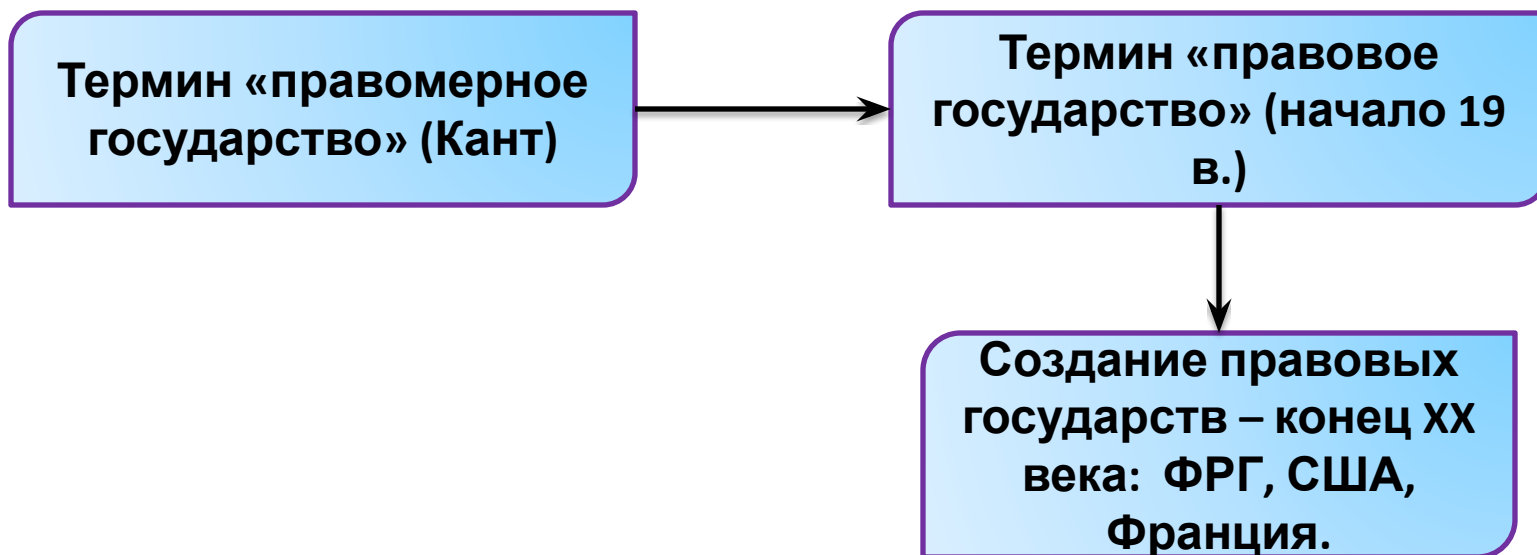 Термин «правомерное
государство» (Кант)
Термин «правовое
государство» (начало 19
в.)
Создание правовых
государств – конец XX
века: ФРГ, США,
Франция.